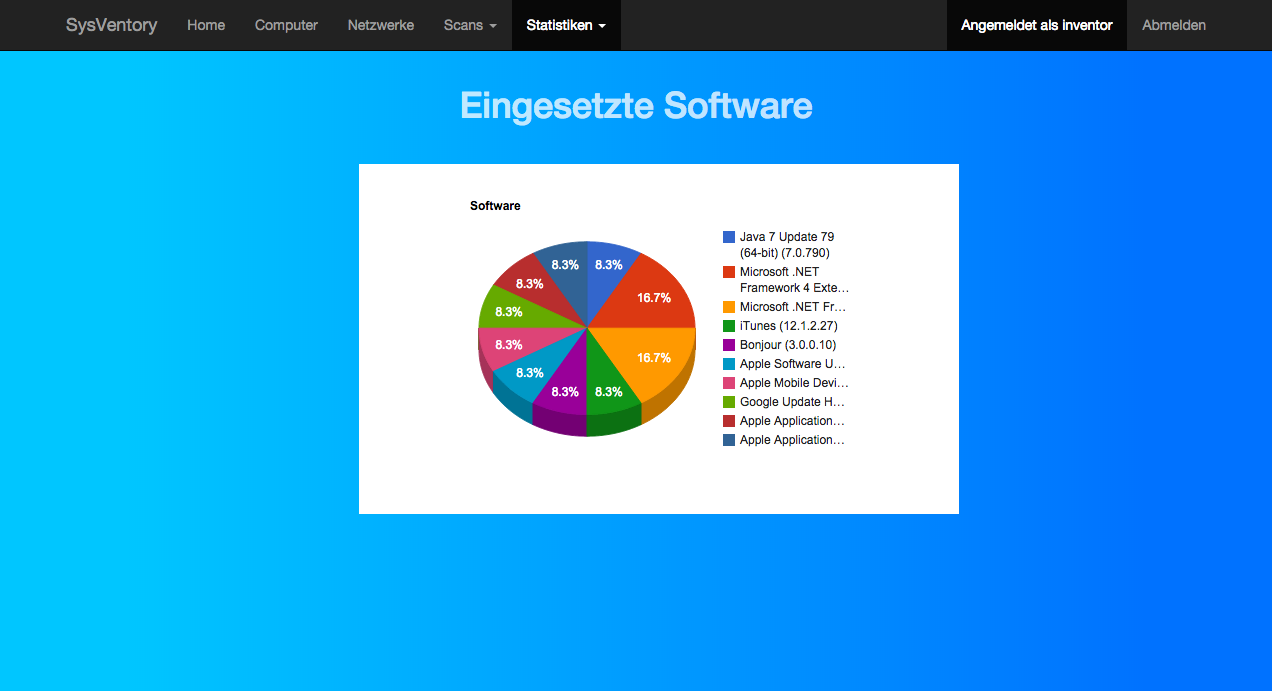 SysVentory Home Computer Netzwerke Scans Statistiken Angemeldet als inventor Abmelden
Eingesetzte Software
Software
8.3% 8.3%
8.3% 16.7%
8.3%
8.3% 16.7%
8.3%
8.3% 8.3%
Java 7 Update 79
(64-bit) (7.0.790)
Microsoft .NET
Framework 4 Exte…
Microsoft .NET Fr…
iTunes (12.1.2.27)
Bonjour (3.0.0.10)
Apple Software U…
Apple Mobile Devi…
Google Update H…
Apple Application…
Apple Application…